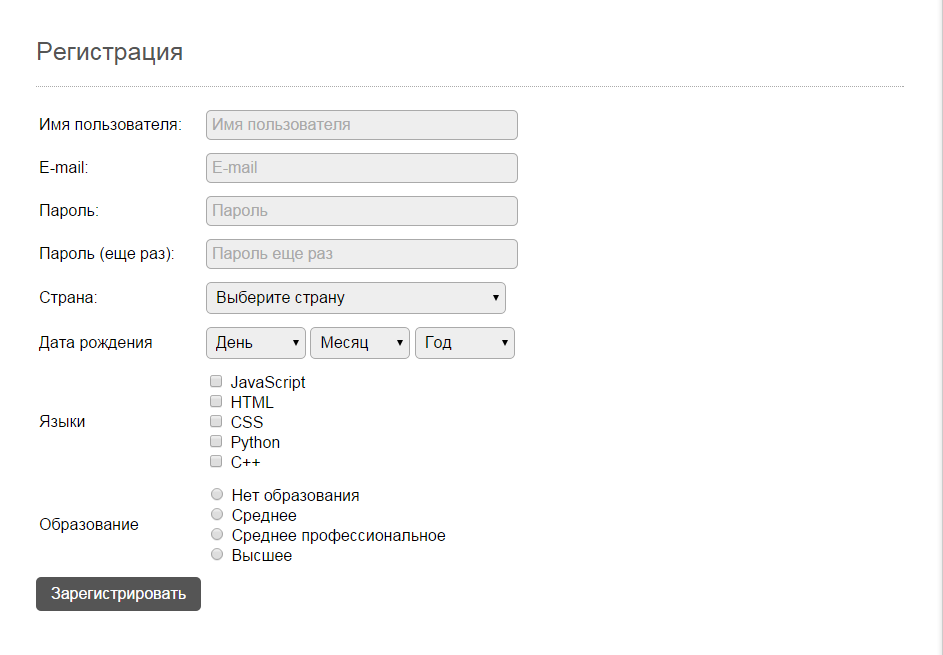 Регистрация
Имя пользователя: Имя пользователя
E-mail: E-mail
Пароль: Пароль
Пароль (еще раз): Пароль еще раз
Страна: Выберите страну
Дата рождения День Месяц Год
Языки
JavaScript
HTML
CSS
Python
C++
Образование
Нет образования
Среднее
Среднее профессиональное
Высшее
Зарегистрировать